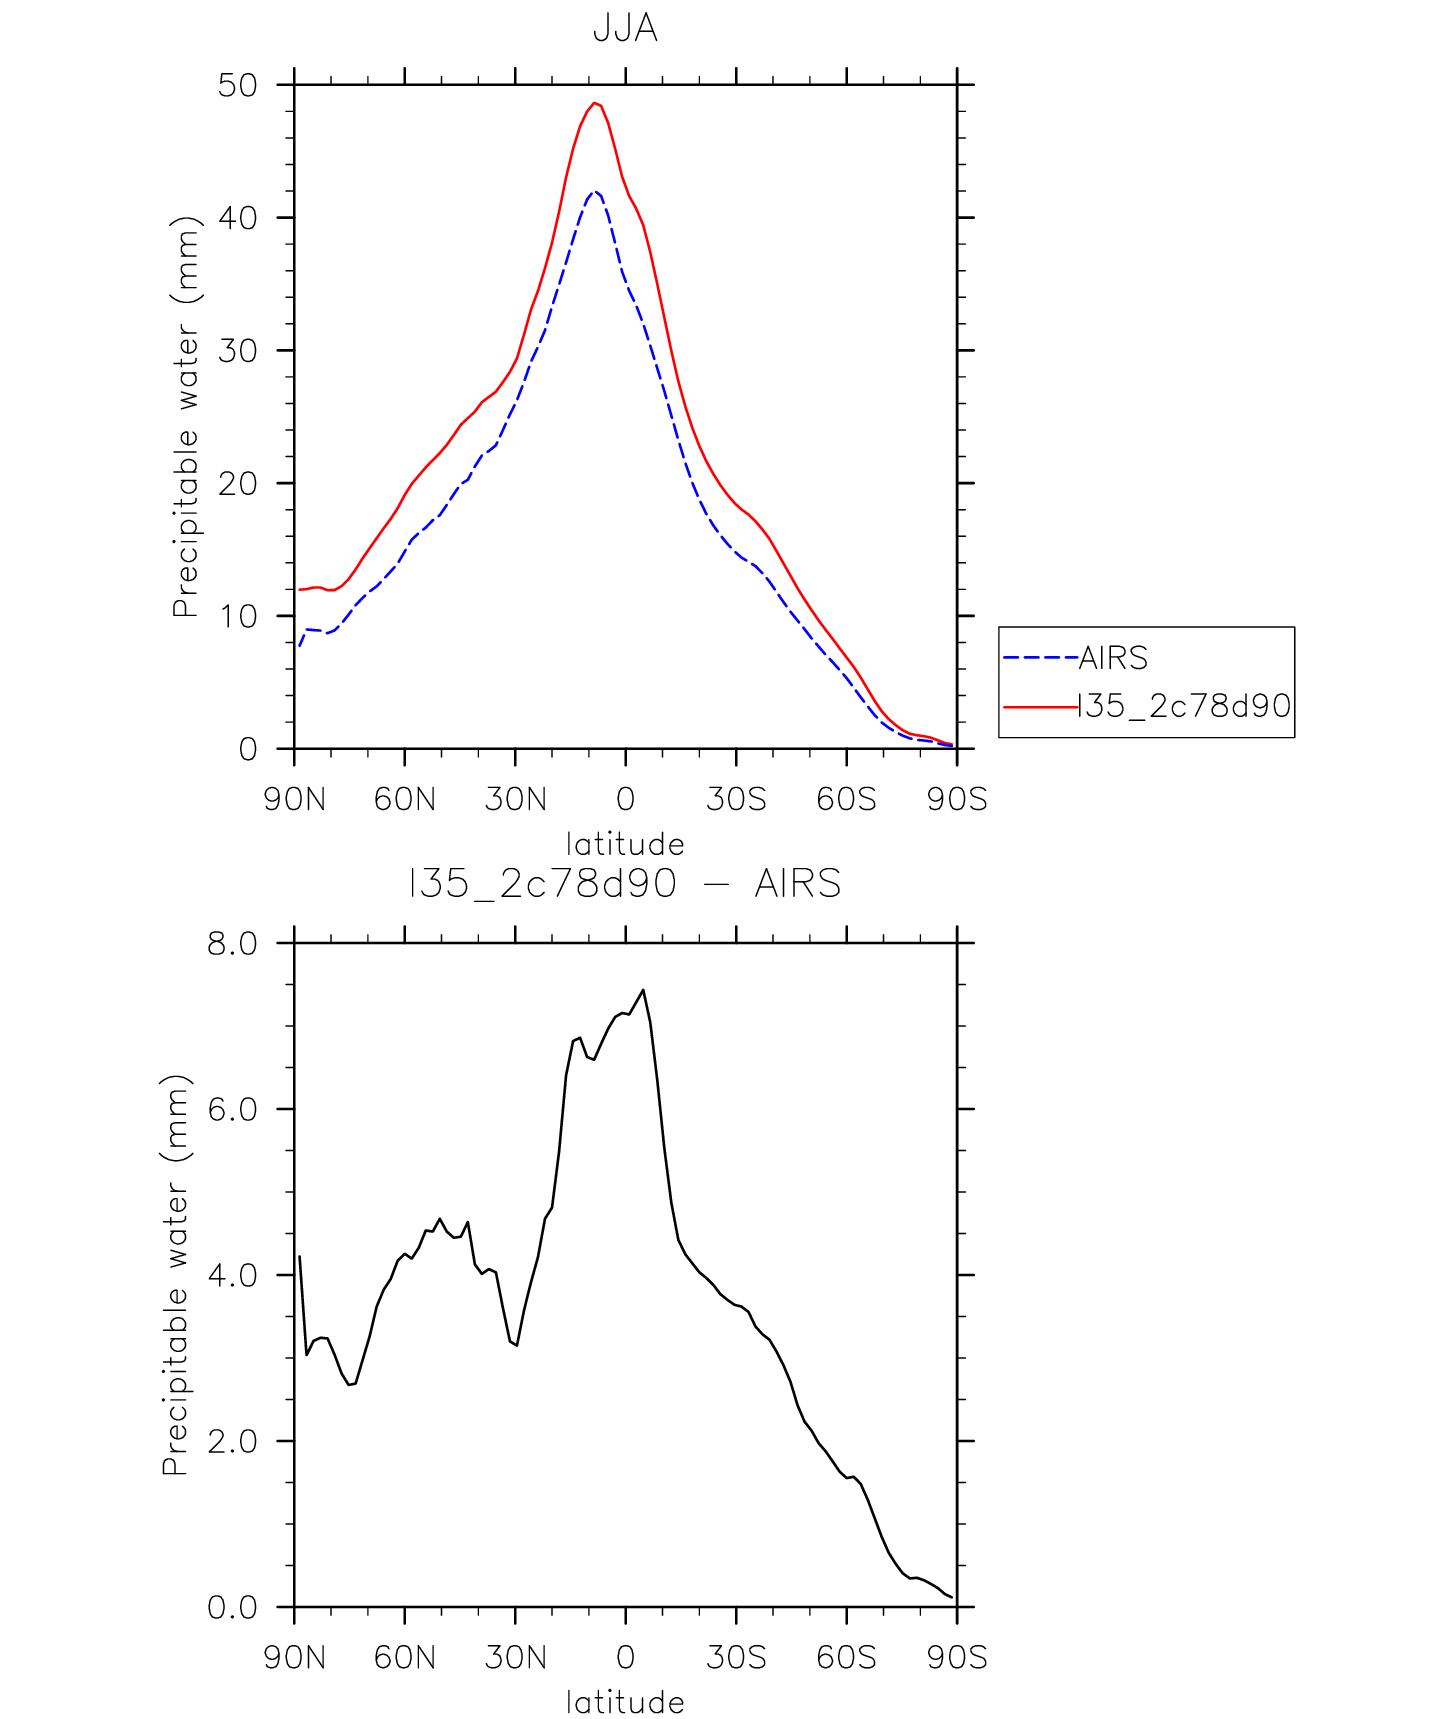 JJA
50
40
30
20
10
0
Precipitable water (mm)
90N 60N 30N 0 30S 60S 90S
latitude
AIRS
I35_2c78d90
I35_2c78d90 − AIRS
8.0
6.0
4.0
2.0
0.0
Precipitable water (mm)
90N 60N 30N 0 30S 60S 90S
latitude